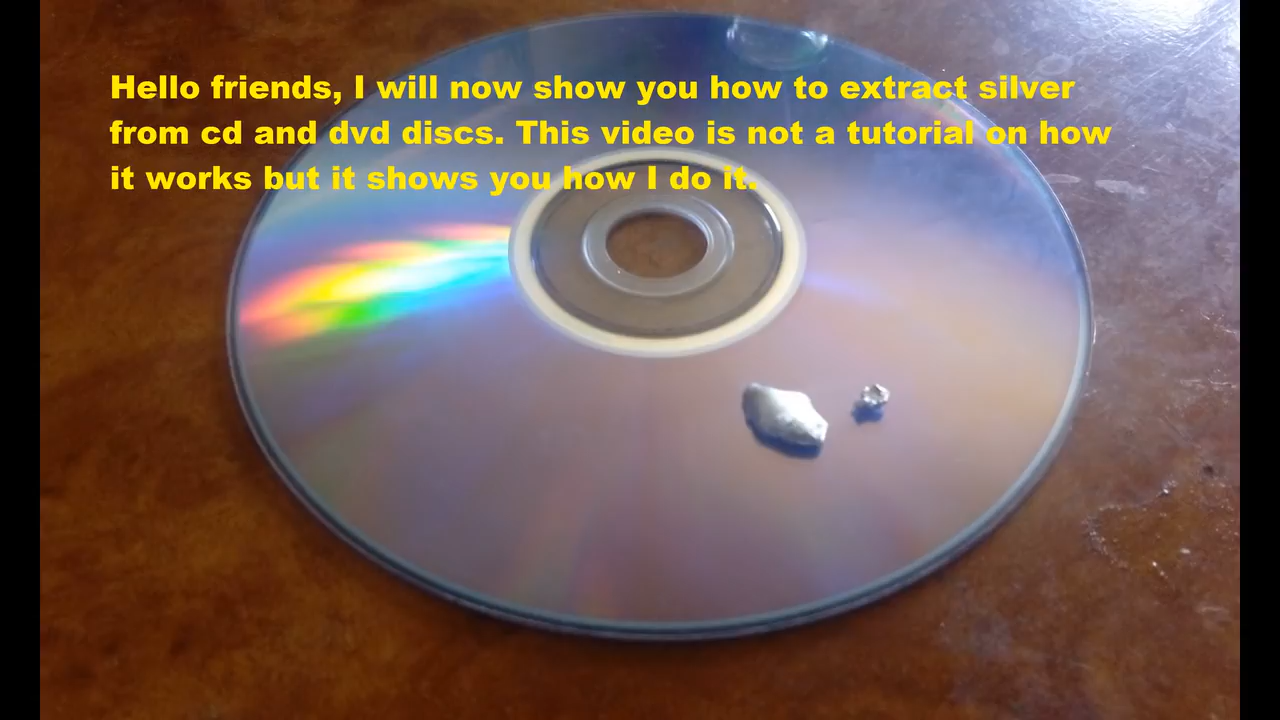 Hello friends, I will now show you how to extract silver
from cd and dvd discs. This video is not a tutorial on how
it works but it shows you how I do it.